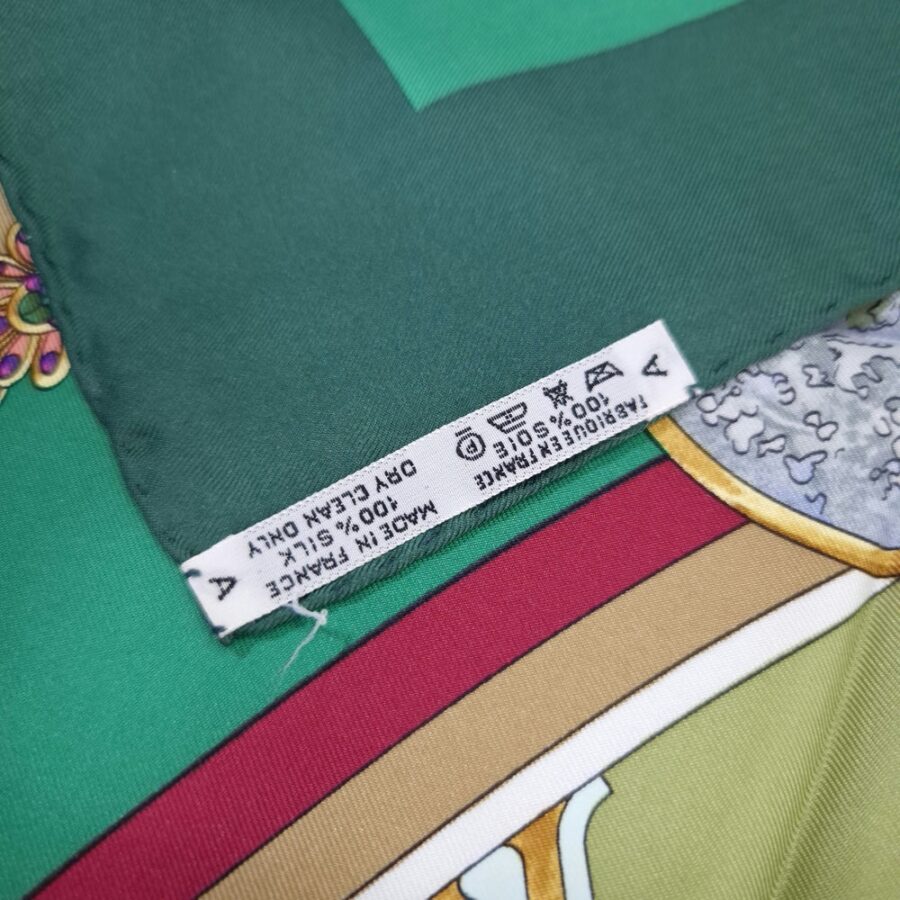 A
FABRIQUE EN FRANCE
100% SOIE
P
MADE IN FRANCE
100% SILK
DRY CLEAN ONLY
A